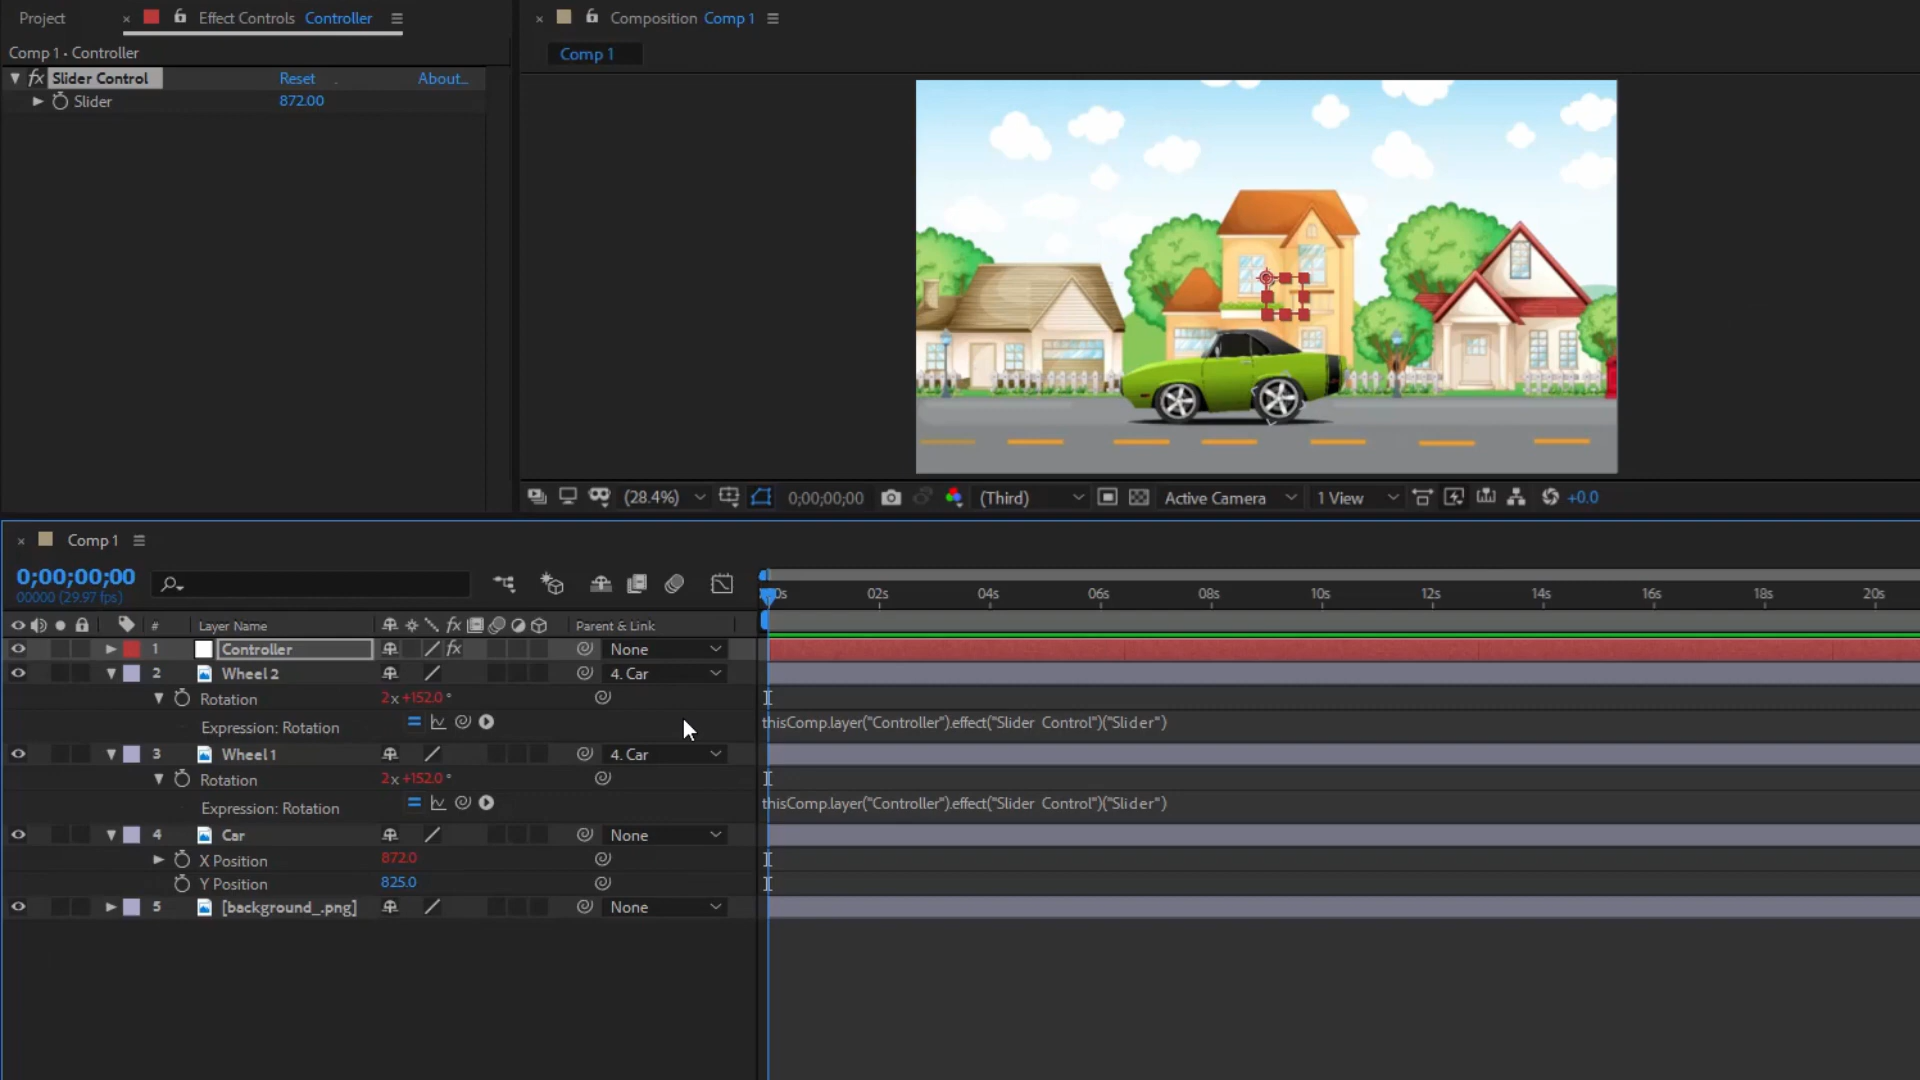 Project × Effect Controls Controller
Comp 1 • Controller
fx Slider Control Reset About...
Slider 872.00
× Composition Comp 1
Comp 1
(28.4%) 0;00;00;00 (Third) Active Camera 1 View +0.0
× Comp 1
0;00;00;00
00000 (29.97 fps)
02s 04s 06s 08s 10s 12s 14s 16s 18s 20s
# Layer Name fx Parent & Link
1 Controller fx None
2 Wheel 2 4. Car
Rotation 2x+152.0°
Expression: Rotation thisComp.layer("Controller").effect("Slider Control")("Slider")
3 Wheel 1 4. Car
Rotation 2x+152.0°
Expression: Rotation thisComp.layer("Controller").effect("Slider Control")("Slider")
4 Car None
X Position 872.0
Y Position 825.0
5 [background_.png] None